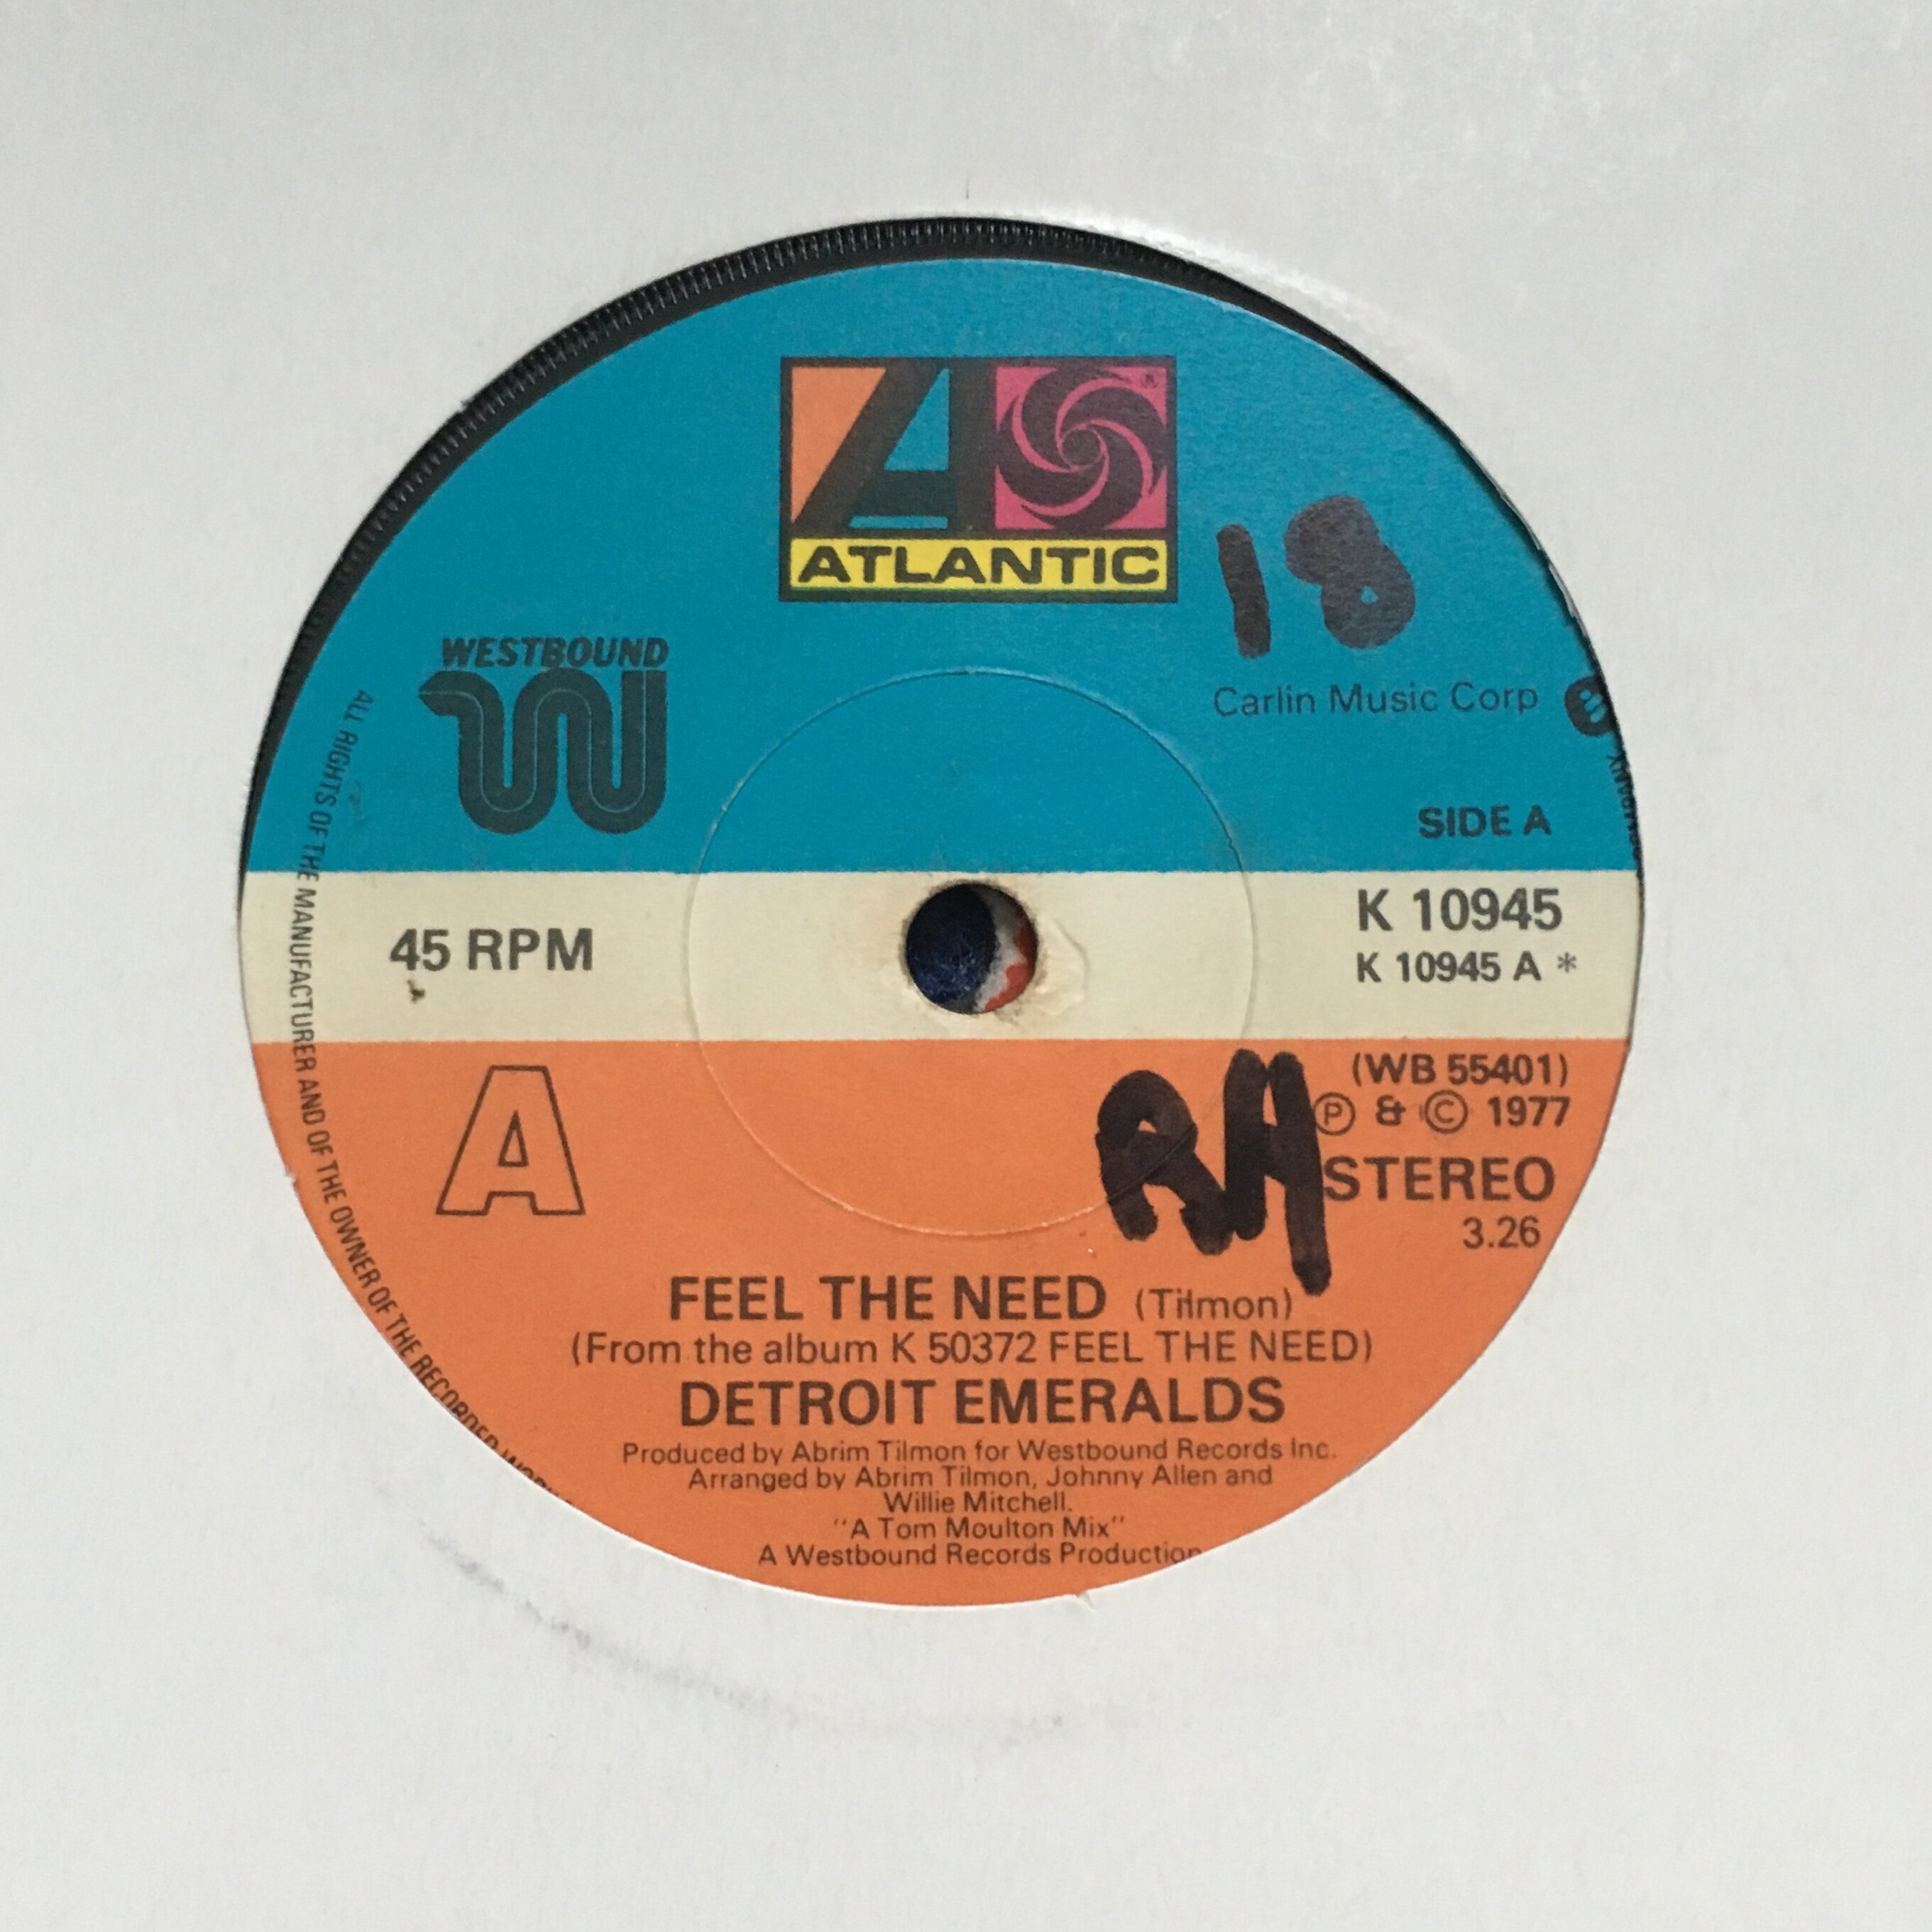 ATLANTIC
18
WESTBOUND
Carlin Music Corp
SIDE A
45 RPM
K 10945
K 10945 A *
A
(WB 55401)
Ⓟ & © 1977
RH
STEREO
3.26
FEEL THE NEED (Tilmon)
(From the album K 50372 FEEL THE NEED)
DETROIT EMERALDS
Produced by Abrim Tilmon for Westbound Records Inc.
Arranged by Abrim Tilmon, Johnny Allen and
Willie Mitchell.
"A Tom Moulton Mix"
A Westbound Records Production
ALL RIGHTS OF THE MANUFACTURER AND OF THE OWNER OF THE RECORDED